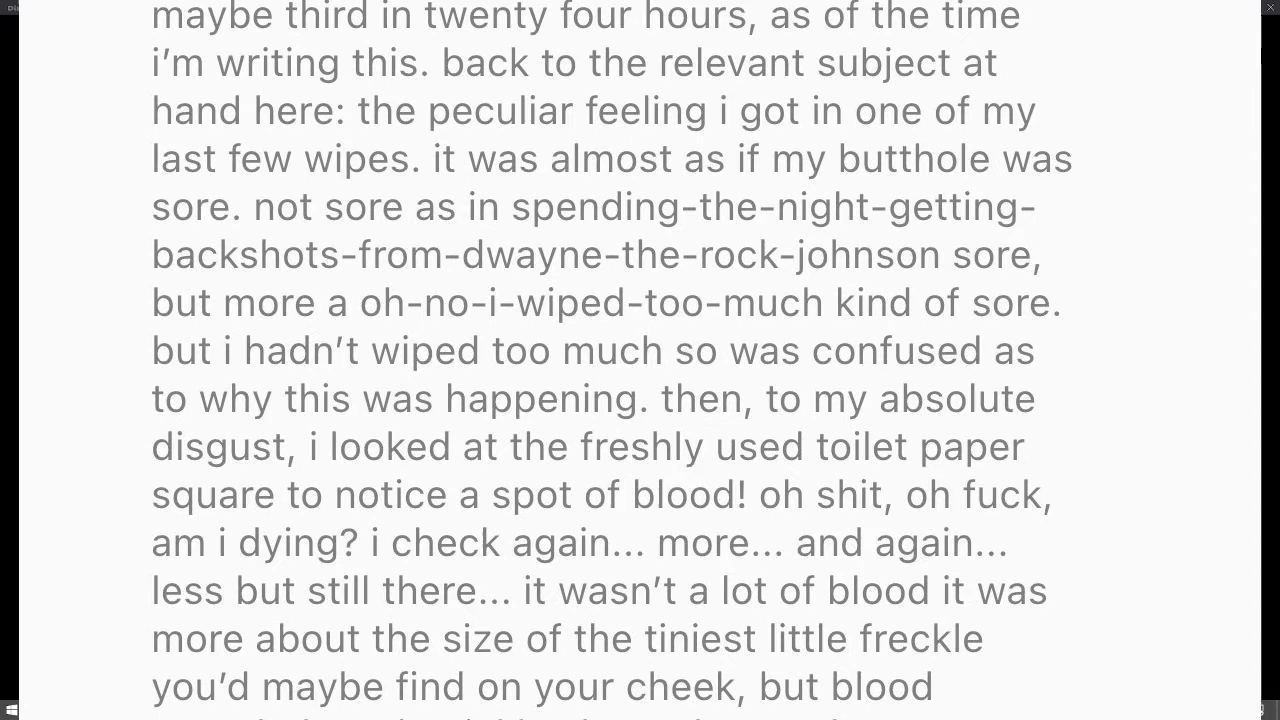 maybe third in twenty four hours, as of the time
i’m writing this. back to the relevant subject at
hand here: the peculiar feeling i got in one of my
last few wipes. it was almost as if my butthole was
sore. not sore as in spending-the-night-getting-
backshots-from-dwayne-the-rock-johnson sore,
but more a oh-no-i-wiped-too-much kind of sore.
but i hadn’t wiped too much so was confused as
to why this was happening. then, to my absolute
disgust, i looked at the freshly used toilet paper
square to notice a spot of blood! oh shit, oh fuck,
am i dying? i check again... more... and again...
less but still there... it wasn’t a lot of blood it was
more about the size of the tiniest little freckle
you’d maybe find on your cheek, but blood